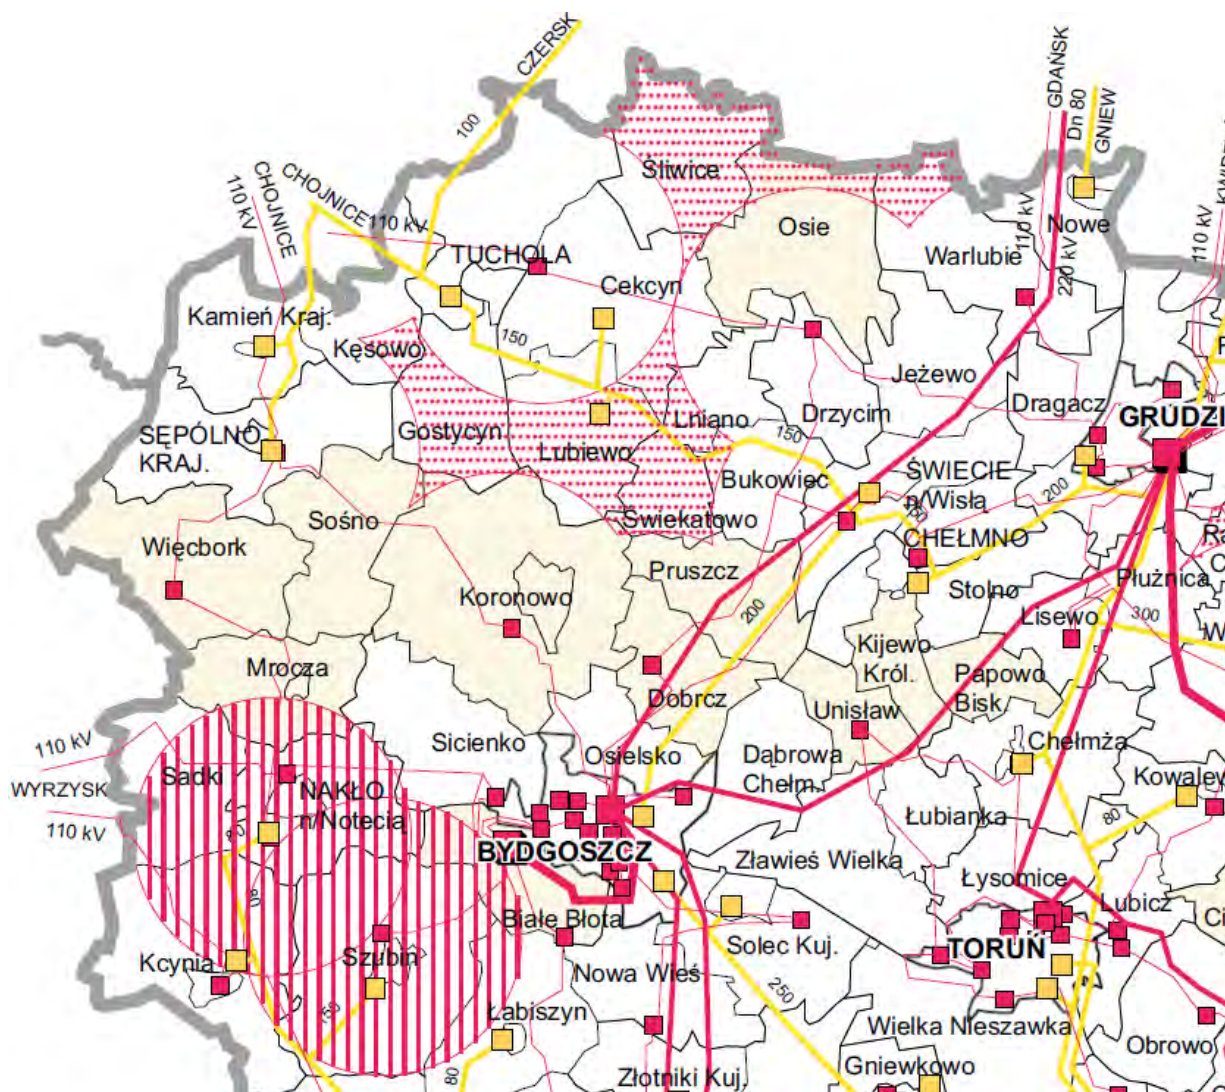 CZERSK
100
GDAŃSK
Dn 80
GNIEW
CHOJNICE
110 kV
CHOJNICE
110 kV
Śliwice
Osie
Nowe
110 kV
220 kV
110 kV
TUCHOLA
Cekcyn
Warlubie
Kamień Kraj.
Kęsowo
150
Jeżewo
Drzycim
Dragacz
GRUDZI
SĘPÓLNO
KRAJ.
Gostycyn
Lubiewo
Lniano
150
Bukowiec
ŚWIECIE
n/Wisłą
200
Sośno
Więcbork
Świekatowo
CHEŁMNO
Pruszcz
Stolno
Płużnica
Koronowo
200
Lisewo
300
Kijewo
Król.
Mrocza
Papowo
Bisk.
Dobrcz
Unisław
110 kV
Sicienko
Osielsko
Dąbrowa
Chełm.
Chełmża
Sadki
Kowalew
WYRZYSK
NAKŁO
n/Notecią
110 kV
80
Łubianka
80
BYDGOSZCZ
Zławieś Wielka
Łysomice
80
Białe Błota
Lubicz
Solec Kuj.
TORUŃ
Kcynia
Szubin
Nowa Wieś
250
Łabiszyn
Wielka Nieszawka
Obrowo
80
Złotniki Kuj.
Gniewkowo